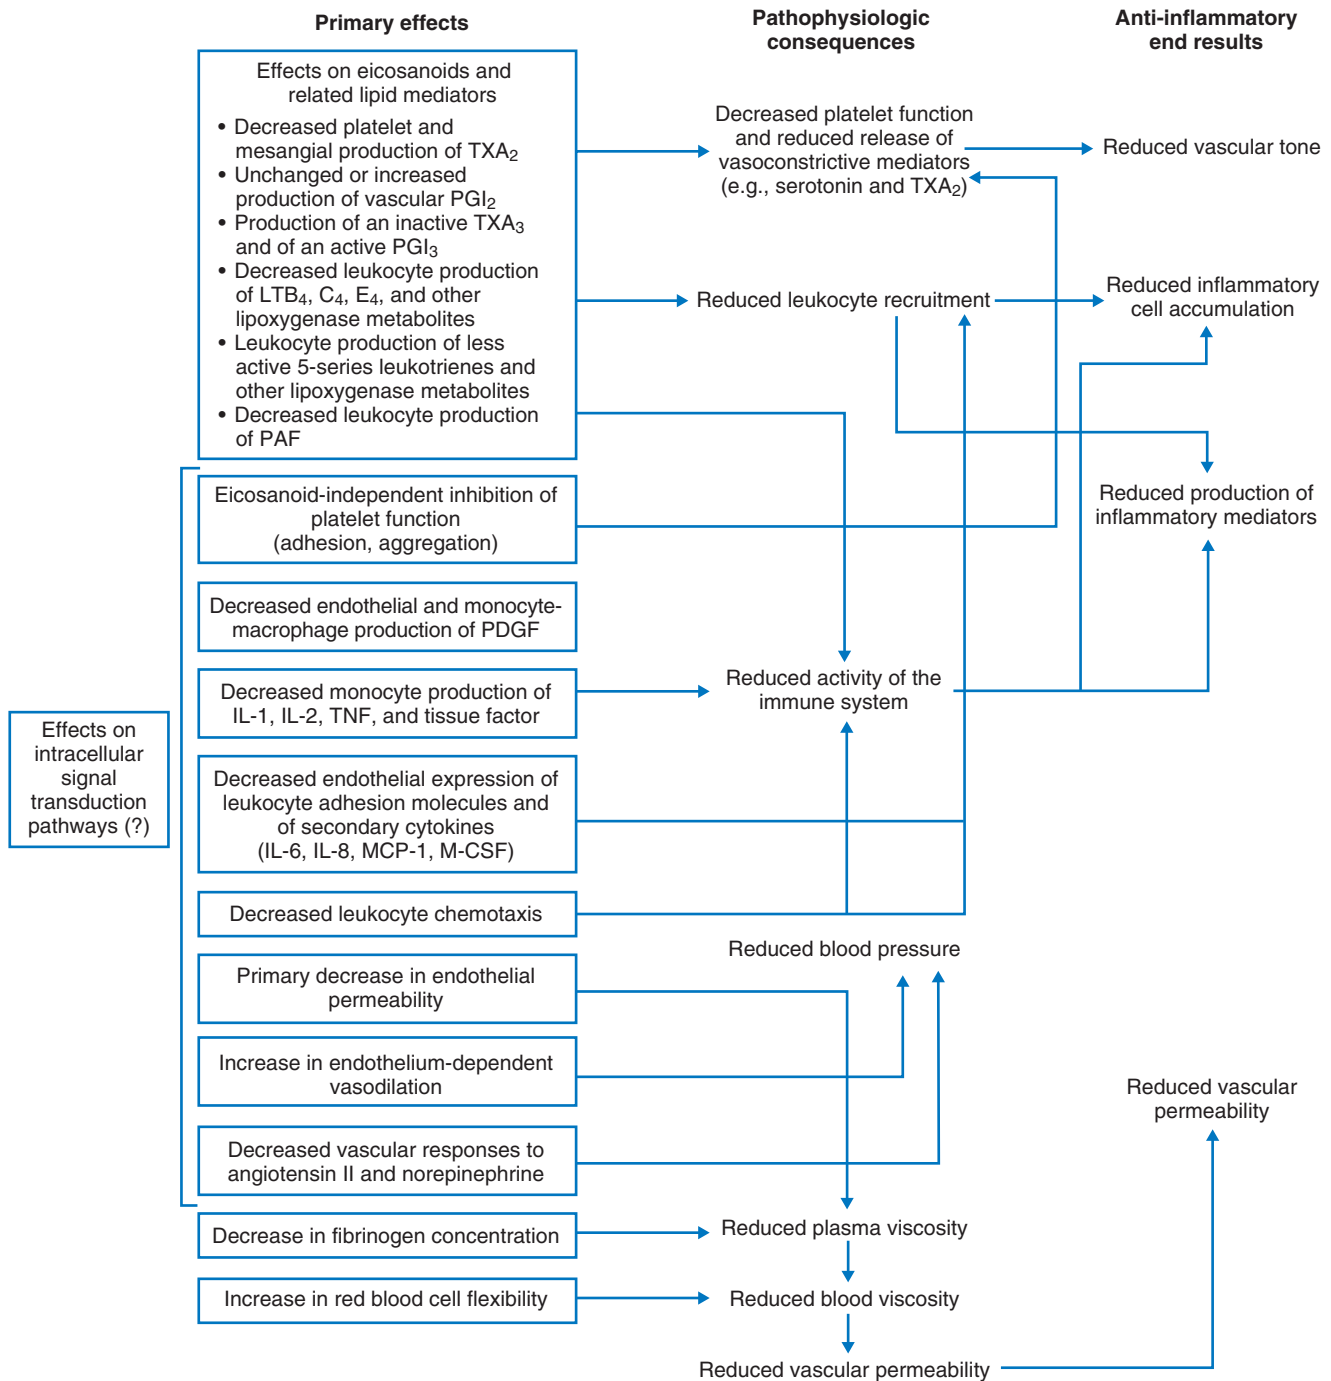 Primary effects
Pathophysiologic
consequences
Anti-inflammatory
end results
Effects on eicosanoids and
related lipid mediators
• Decreased platelet and
mesangial production of TXA₂
• Unchanged or increased
production of vascular PGI₂
• Production of an inactive TXA₃
and of an active PGI₃
• Decreased leukocyte production
of LTB₄, C₄, E₄, and other
lipoxygenase metabolites
• Leukocyte production of less
active 5-series leukotrienes and
other lipoxygenase metabolites
• Decreased leukocyte production
of PAF
Decreased platelet function
and reduced release of
vasoconstrictive mediators
(e.g., serotonin and TXA₂)
Reduced vascular tone
Reduced leukocyte recruitment
Reduced inflammatory
cell accumulation
Eicosanoid-independent inhibition of
platelet function
(adhesion, aggregation)
Reduced production of
inflammatory mediators
Decreased endothelial and monocyte-
macrophage production of PDGF
Decreased monocyte production of
IL-1, IL-2, TNF, and tissue factor
Reduced activity of the
immune system
Effects on
intracellular
signal
transduction
pathways (?)
Decreased endothelial expression of
leukocyte adhesion molecules and
of secondary cytokines
(IL-6, IL-8, MCP-1, M-CSF)
Decreased leukocyte chemotaxis
Reduced blood pressure
Primary decrease in endothelial
permeability
Increase in endothelium-dependent
vasodilation
Reduced vascular
permeability
Decreased vascular responses to
angiotensin II and norepinephrine
Decrease in fibrinogen concentration
Reduced plasma viscosity
Increase in red blood cell flexibility
Reduced blood viscosity
Reduced vascular permeability